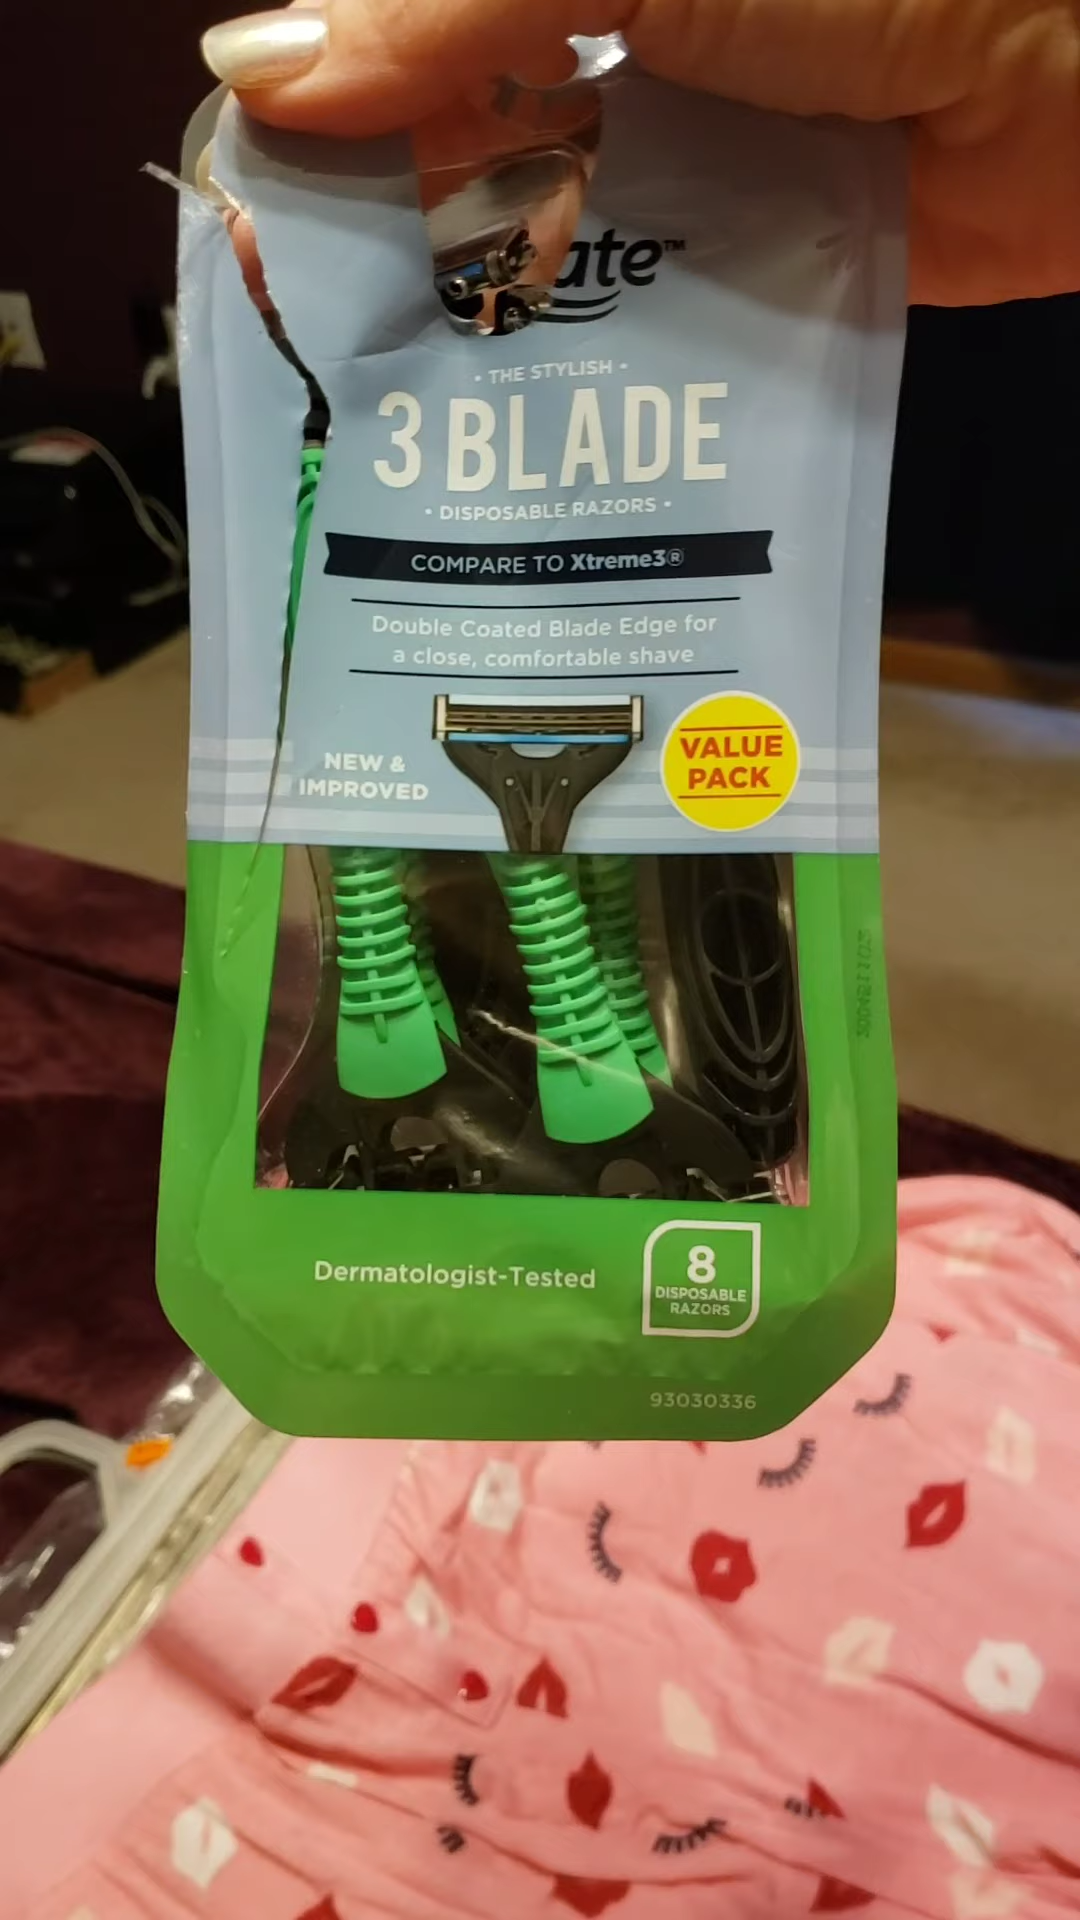 ate™
• THE STYLISH •
3 BLADE
• DISPOSABLE RAZORS •
COMPARE TO Xtreme3®
Double Coated Blade Edge for
a close, comfortable shave
NEW &
IMPROVED
VALUE
PACK
Dermatologist-Tested
8
DISPOSABLE
RAZORS
93030336